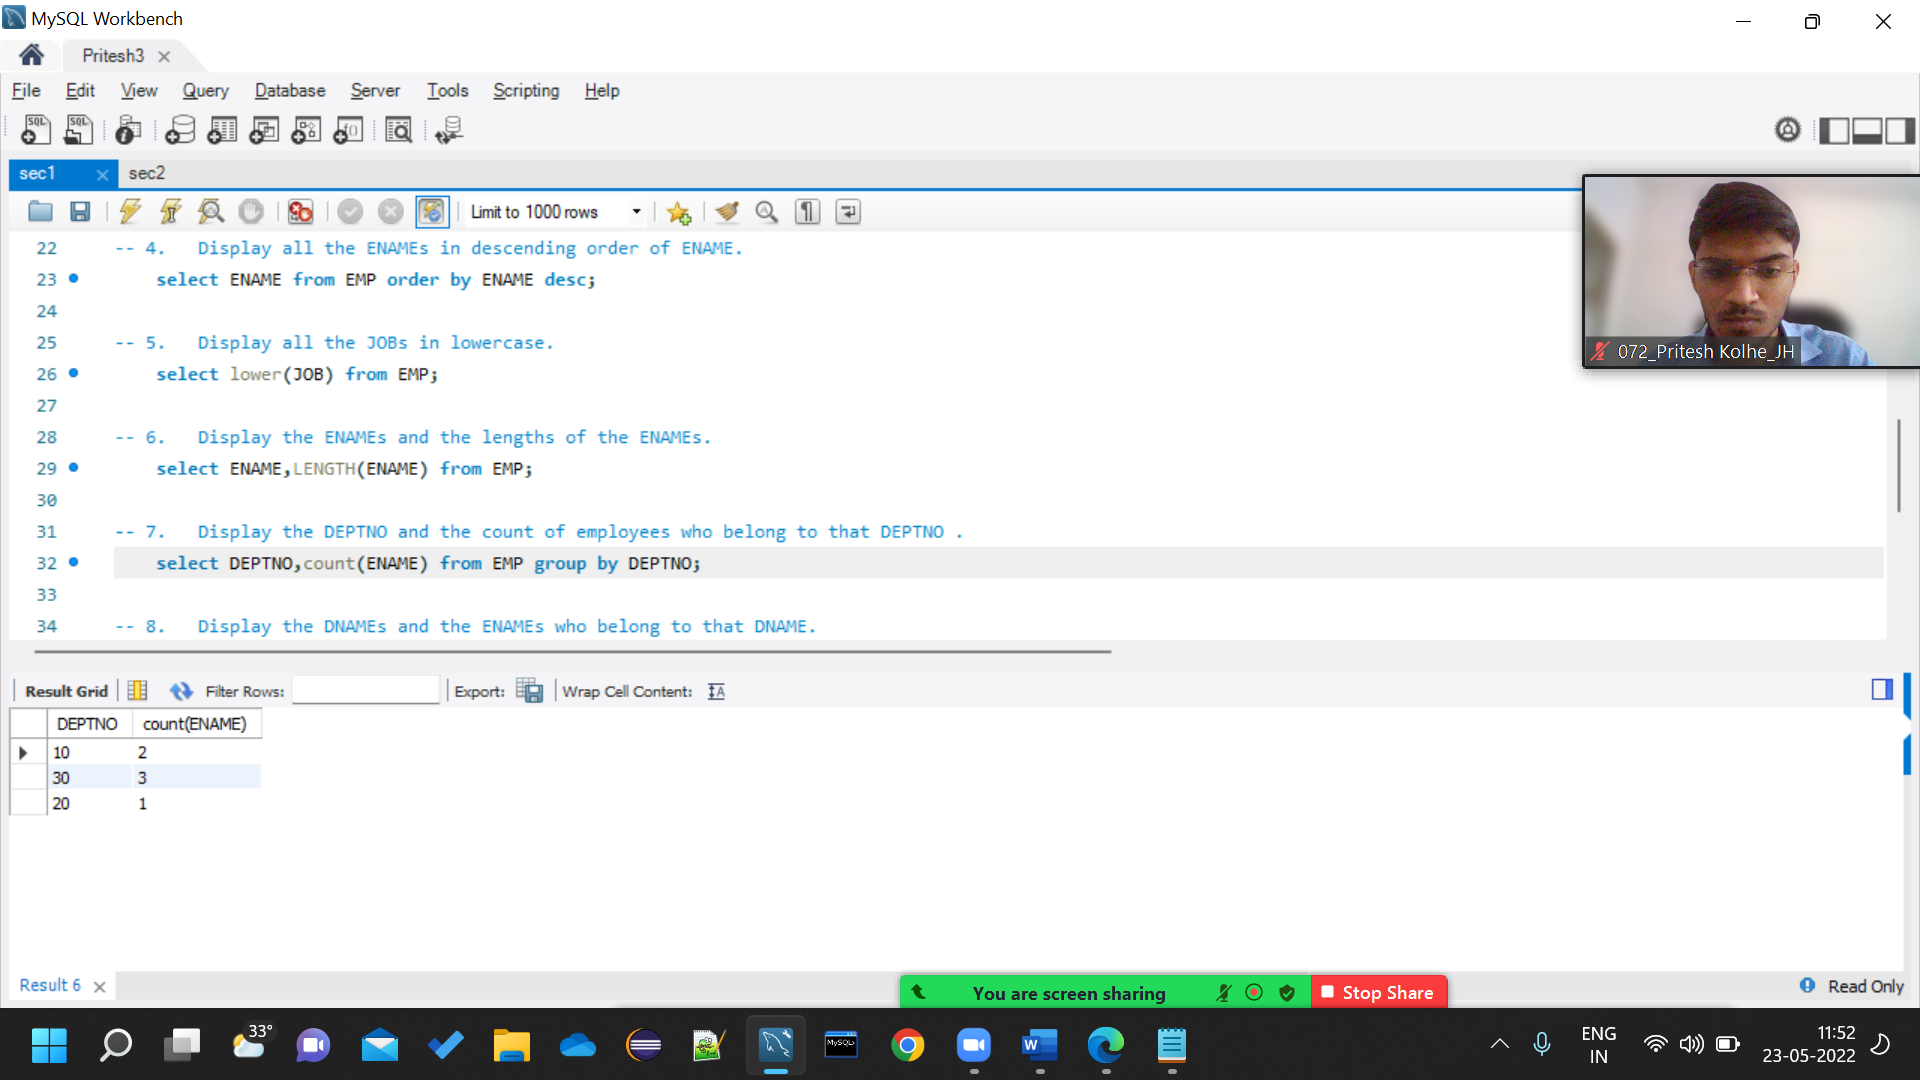 MySQL Workbench
Pritesh3
File Edit View Query Database Server Tools Scripting Help
sec1 sec2
Limit to 1000 rows
22 -- 4. Display all the ENAMEs in descending order of ENAME.
23 select ENAME from EMP order by ENAME desc;
24
25 -- 5. Display all the JOBs in lowercase.
26 select lower(JOB) from EMP;
27
28 -- 6. Display the ENAMEs and the lengths of the ENAMEs.
29 select ENAME,LENGTH(ENAME) from EMP;
30
31 -- 7. Display the DEPTNO and the count of employees who belong to that DEPTNO .
32 select DEPTNO,count(ENAME) from EMP group by DEPTNO;
33
34 -- 8. Display the DNAMEs and the ENAMEs who belong to that DNAME.
072_Pritesh Kolhe_JH
Result Grid Filter Rows: Export: Wrap Cell Content:
DEPTNO count(ENAME)
10 2
30 3
20 1
Result 6
You are screen sharing Stop Share
Read Only
33°
MySQL
ENG
IN
11:52
23-05-2022